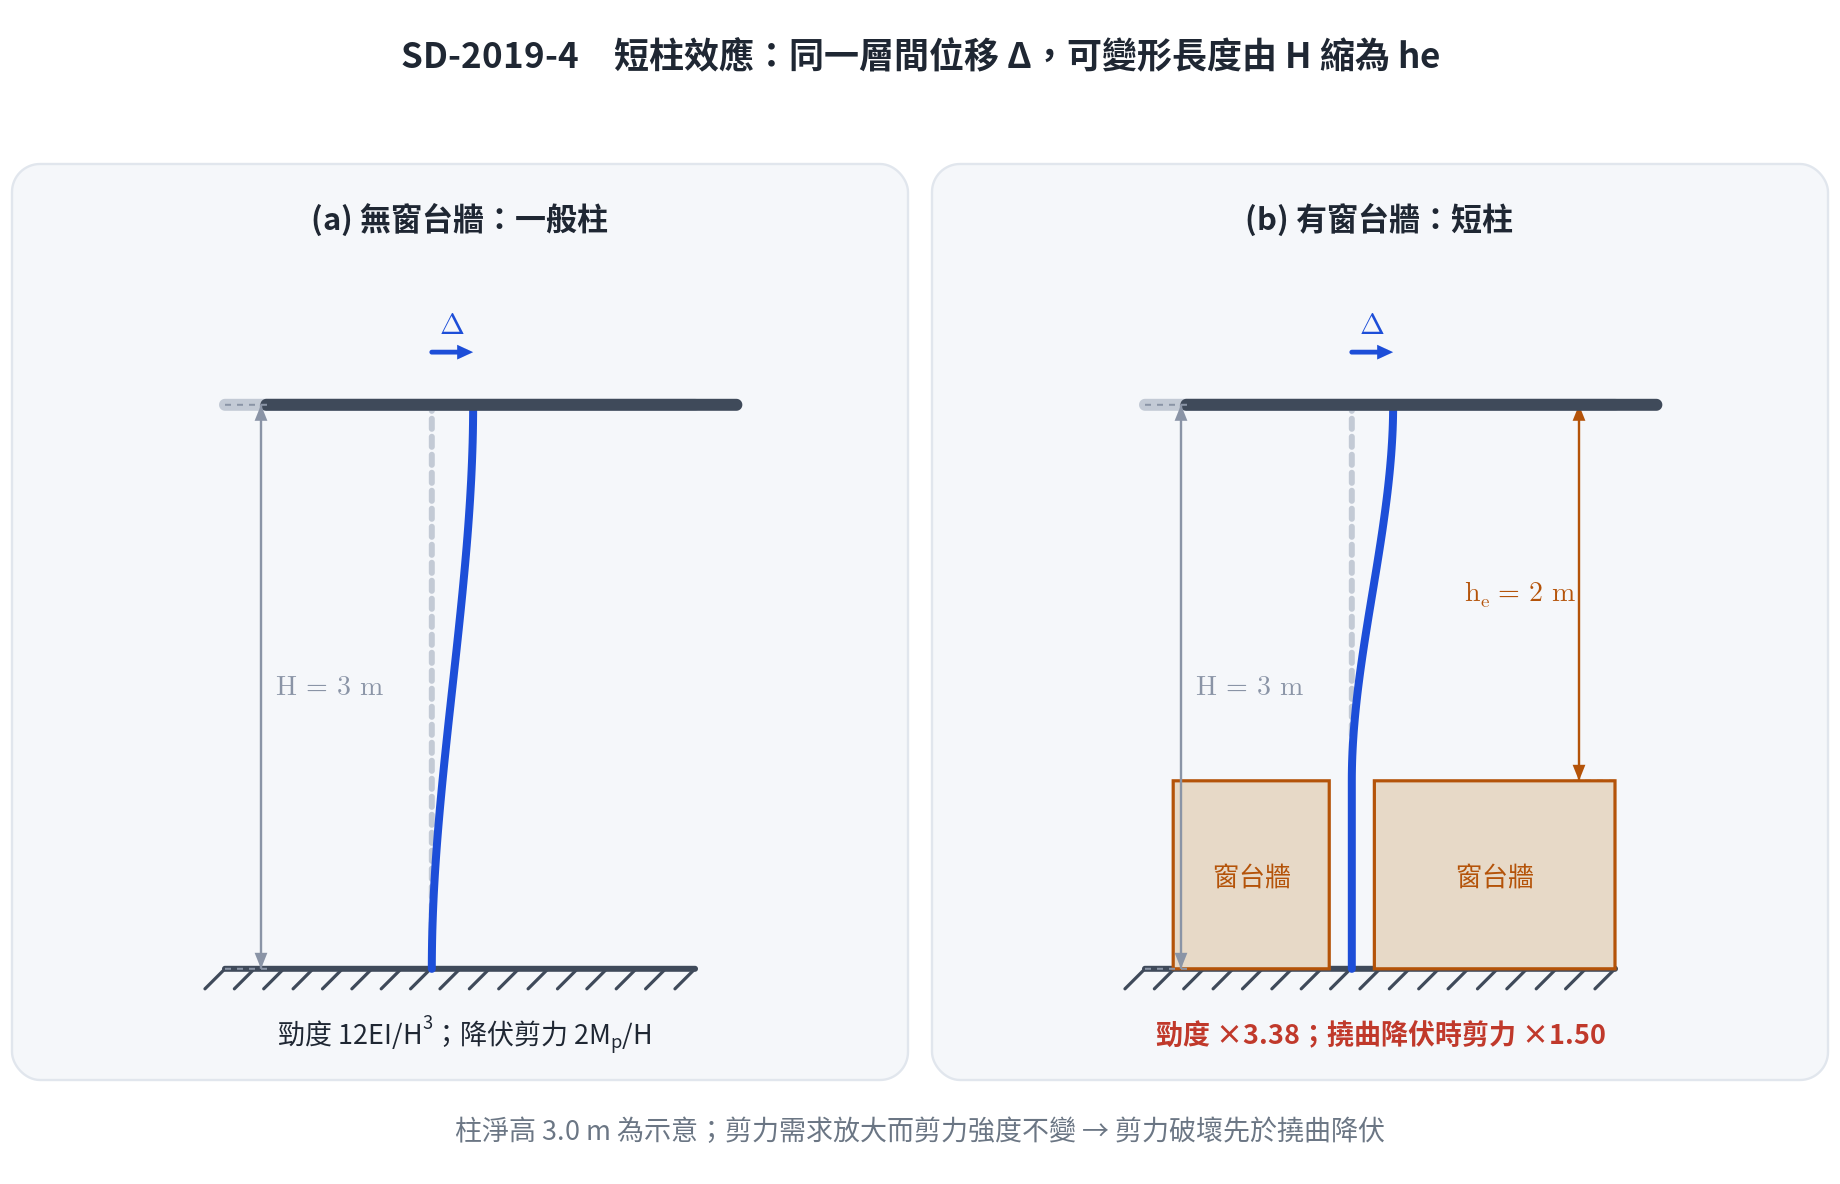 SD-2019-4　短柱效應：同一層間位移 Δ，可變形長度由 H 縮為 he
(a) 無窗台牆：一般柱
Δ
H = 3 m
勁度 12EI/H³；降伏剪力 2Mₚ/H
(b) 有窗台牆：短柱
Δ
hₑ = 2 m
H = 3 m
窗台牆
窗台牆
勁度 ×3.38；撓曲降伏時剪力 ×1.50
柱淨高 3.0 m 為示意；剪力需求放大而剪力強度不變 → 剪力破壞先於撓曲降伏